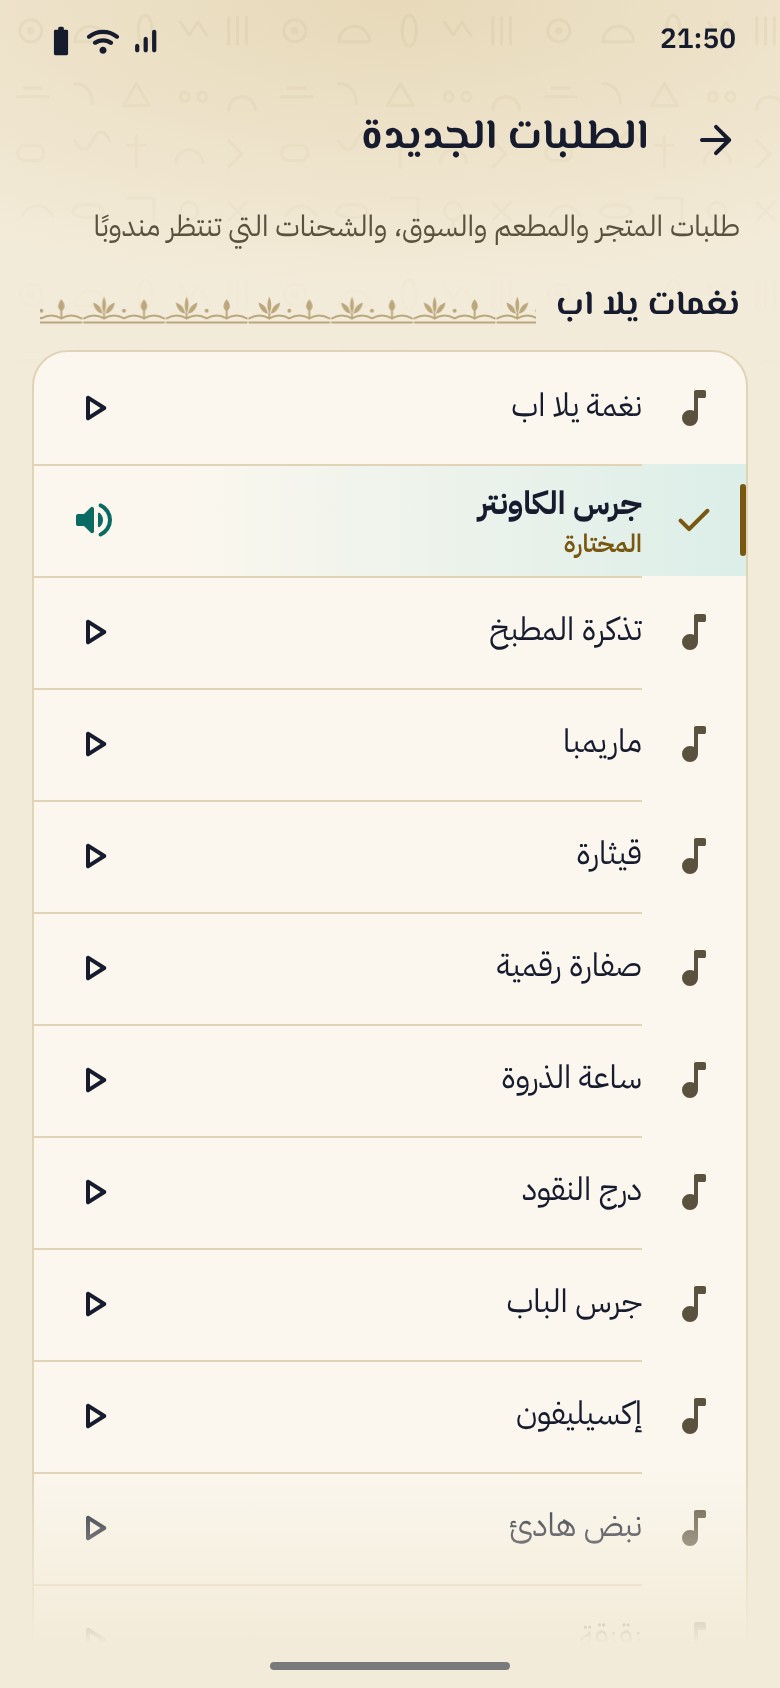 21:50
الطلبات الجديدة
طلبات المتجر والمطعم والسوق، والشحنات التي تنتظر مندوبًا
نغمات يلا اب
نغمة يلا اب
جرس الكاونتر
المختارة
تذكرة المطبخ
ماريمبا
قيثارة
صفارة رقمية
ساعة الذروة
درج النقود
جرس الباب
إكسيليفون
نبض هادئ